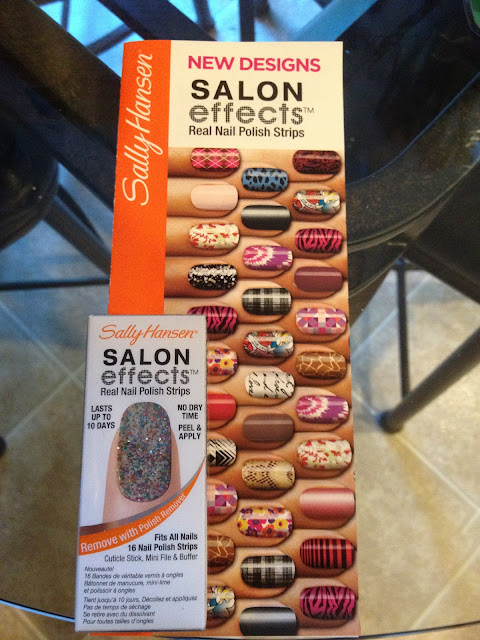 Sally Hansen
NEW DESIGNS
SALON
effects™
Real Nail Polish Strips
Sally Hansen®
SALON
effects™
Real Nail Polish Strips
LASTS
UP TO
10 DAYS
NO DRY
TIME
PEEL &
APPLY
Remove with Polish Remover
Fits All Nails
16 Nail Polish Strips
Cuticle Stick, Mini File & Buffer
Nouveauté!
16 Bandes de véritable vernis à ongles
Bâtonnet de manucure, mini-lime
et polissoir à ongles
Tient jusqu'à 10 jours, Décollez et appliquez
Pas de temps de séchage
Se retire avec du dissolvant
Pour toutes tailles d'ongles